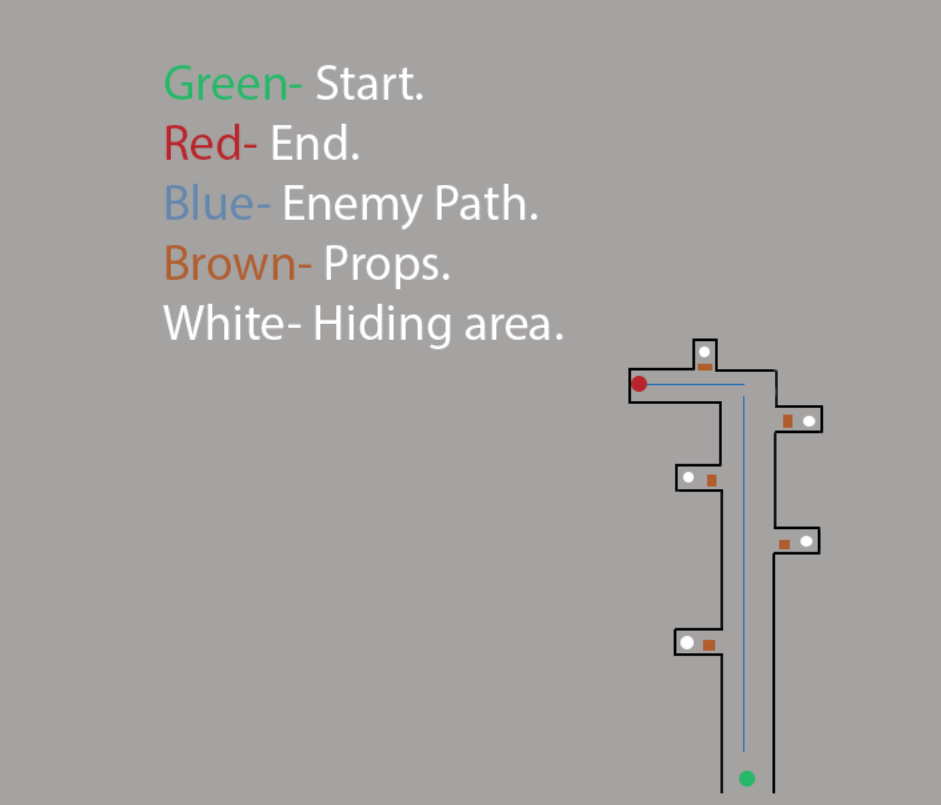 Green- Start.
Red- End.
Blue- Enemy Path.
Brown- Props.
White- Hiding area.